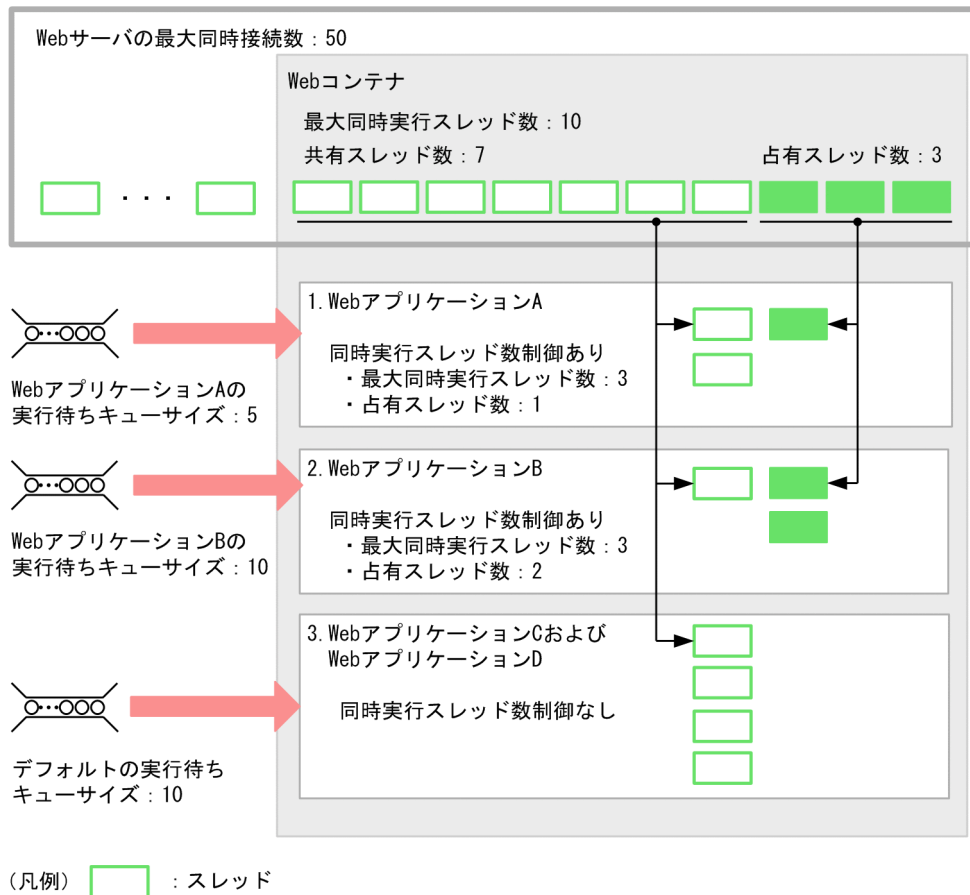 Webサーバの最大同時接続数：50
Webコンテナ
最大同時実行スレッド数：10
共有スレッド数：7
占有スレッド数：3
・・・
1.WebアプリケーションA
同時実行スレッド数制御あり
・最大同時実行スレッド数：3
・占有スレッド数：1
WebアプリケーションAの
実行待ちキューサイズ：5
2.WebアプリケーションB
同時実行スレッド数制御あり
・最大同時実行スレッド数：3
・占有スレッド数：2
WebアプリケーションBの
実行待ちキューサイズ：10
3.WebアプリケーションCおよび
WebアプリケーションD
同時実行スレッド数制御なし
デフォルトの実行待ち
キューサイズ：10
(凡例)
：スレッド